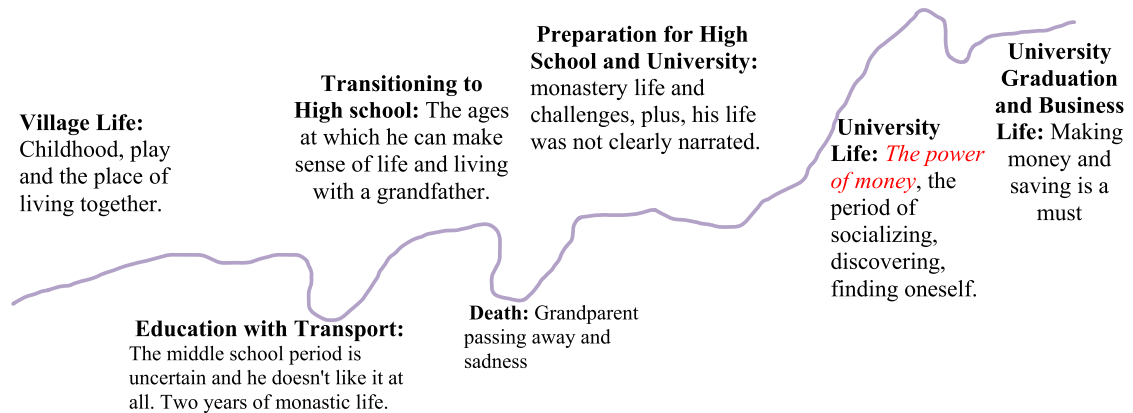 Village Life:
Childhood, play
and the place of
living together.
Education with Transport:
The middle school period is
uncertain and he doesn't like it at
all. Two years of monastic life.
Transitioning to
High school: The ages
at which he can make
sense of life and living
with a grandfather.
Death: Grandparent
passing away and
sadness
Preparation for High
School and University:
monastery life and
challenges, plus, his life
was not clearly narrated.
University
Life: The power
of money, the
period of
socializing,
discovering,
finding oneself.
University
Graduation
and Business
Life: Making
money and
saving is a
must